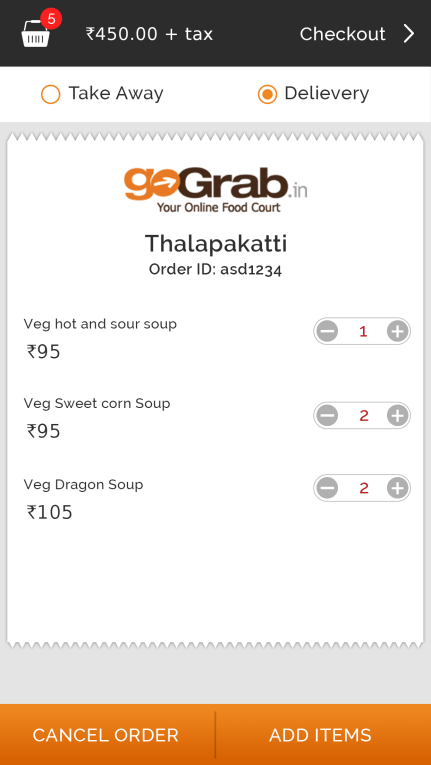 5
₹450.00 + tax
Checkout
Take Away
Delievery
goGrab.in
Your Online Food Court
Thalapakatti
Order ID: asd1234
Veg hot and sour soup
1
₹95
Veg Sweet corn Soup
2
₹95
Veg Dragon Soup
2
₹105
CANCEL ORDER
ADD ITEMS